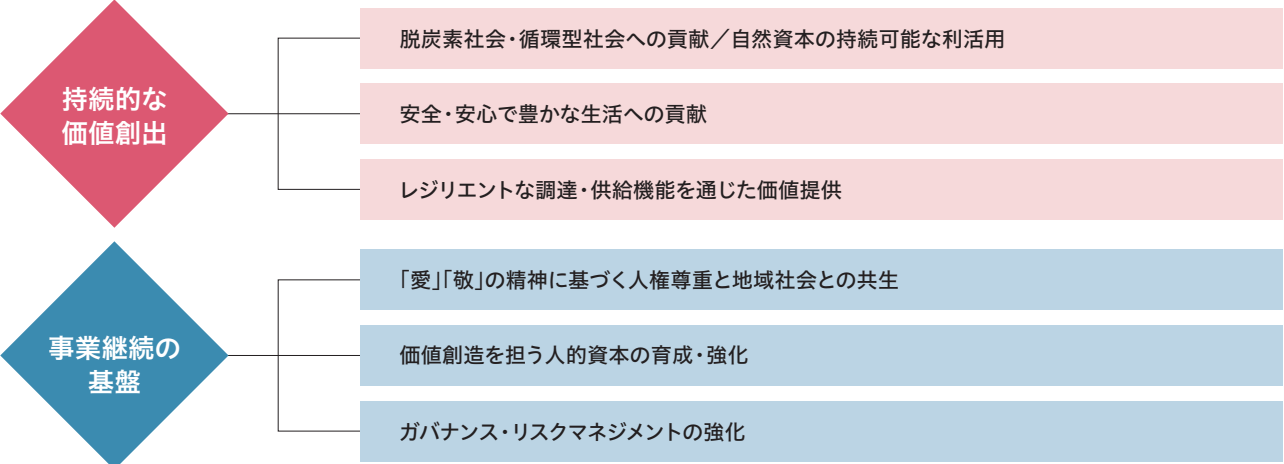 持続的な
価値創出
脱炭素社会・循環型社会への貢献／自然資本の持続可能な利活用
安全・安心で豊かな生活への貢献
レジリエントな調達・供給機能を通じた価値提供
事業継続の
基盤
「愛」「敬」の精神に基づく人権尊重と地域社会との共生
価値創造を担う人的資本の育成・強化
ガバナンス・リスクマネジメントの強化